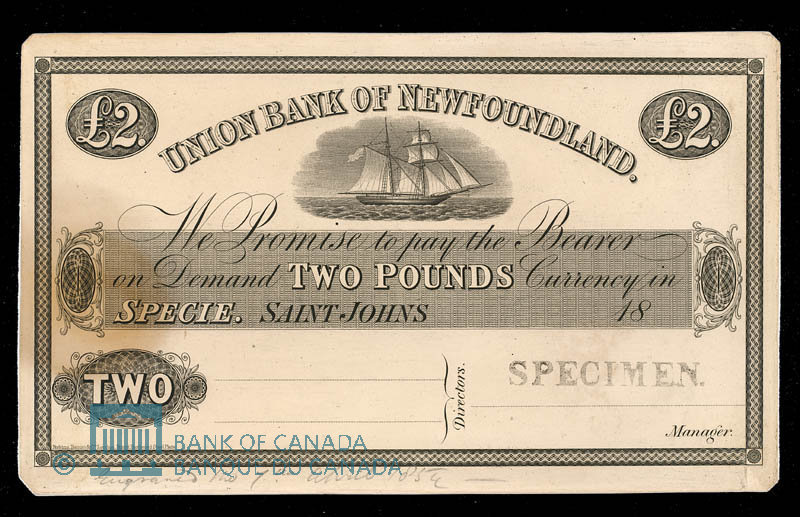 £2. £2.
UNION BANK OF NEWFOUNDLAND.
We Promise to pay the Bearer
on Demand TWO POUNDS Currency in
SPECIE. SAINT-JOHNS 18
TWO
Directors.
SPECIMEN.
Manager.
© BANK OF CANADA
BANQUE DU CANADA